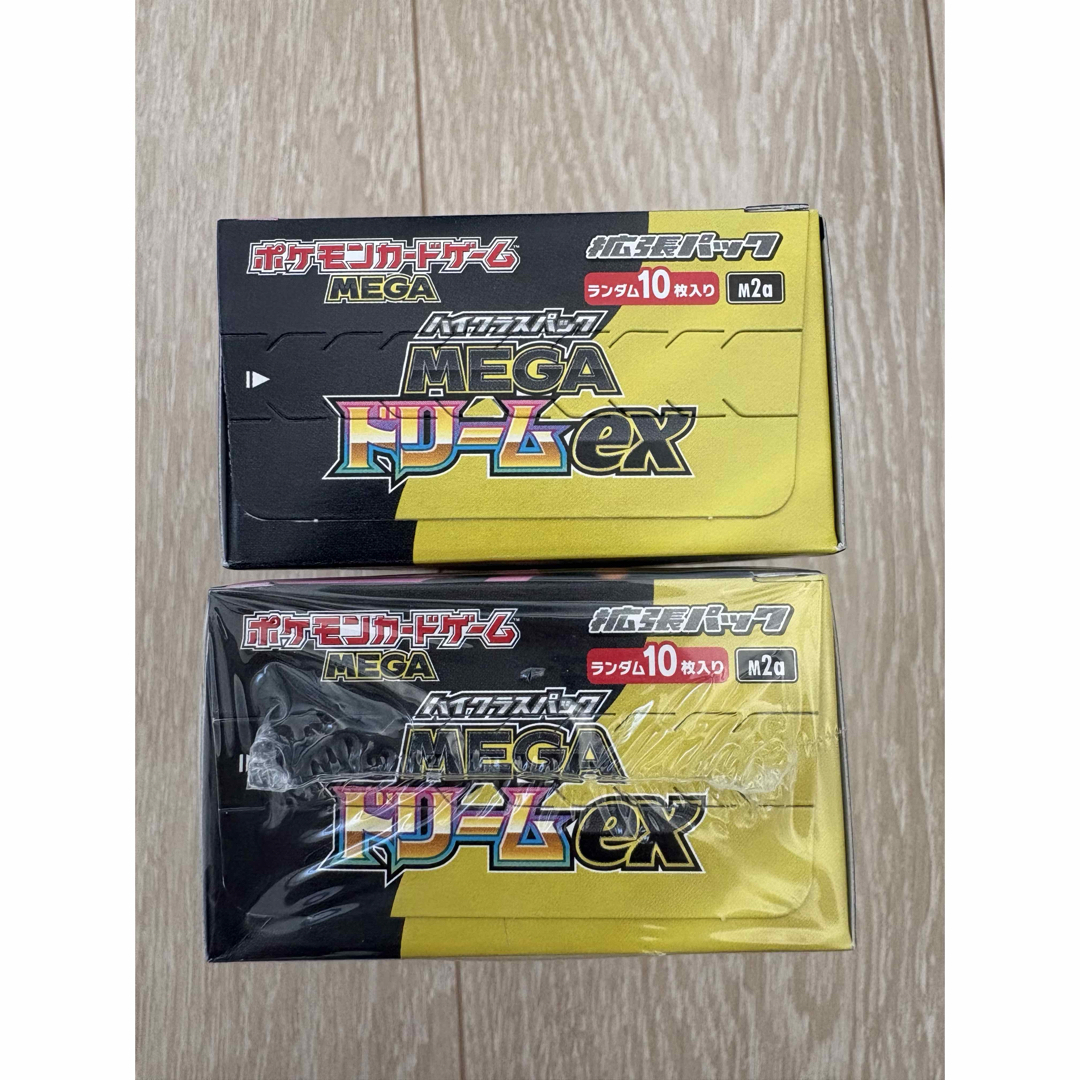 ポケモンカードゲーム
MEGA
拡張パック
ランダム10枚入り M2a
ハイクラスパック
MEGA
ドリームex
ポケモンカードゲーム
MEGA
拡張パック
ランダム10枚入り M2a
ハイクラスパック
MEGA
ドリームex